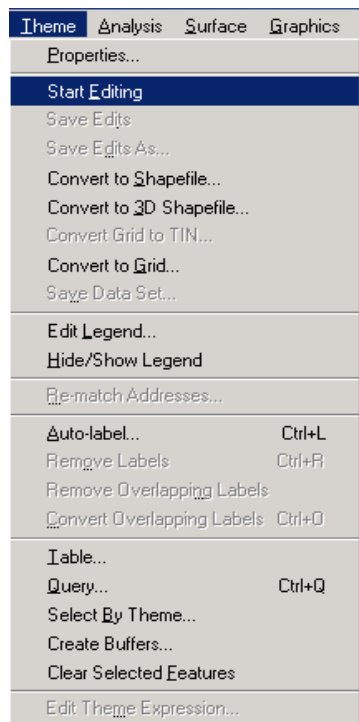 Theme Analysis Surface Graphics
Properties...
Start Editing
Save Edits
Save Edits As...
Convert to Shapefile...
Convert to 3D Shapefile...
Convert Grid to TIN...
Convert to Grid...
Save Data Set...
Edit Legend...
Hide/Show Legend
Re-match Addresses...
Auto-label... Ctrl+L
Remove Labels Ctrl+R
Remove Overlapping Labels
Convert Overlapping Labels Ctrl+O
Table...
Query... Ctrl+Q
Select By Theme...
Create Buffers...
Clear Selected Features
Edit Theme Expression...